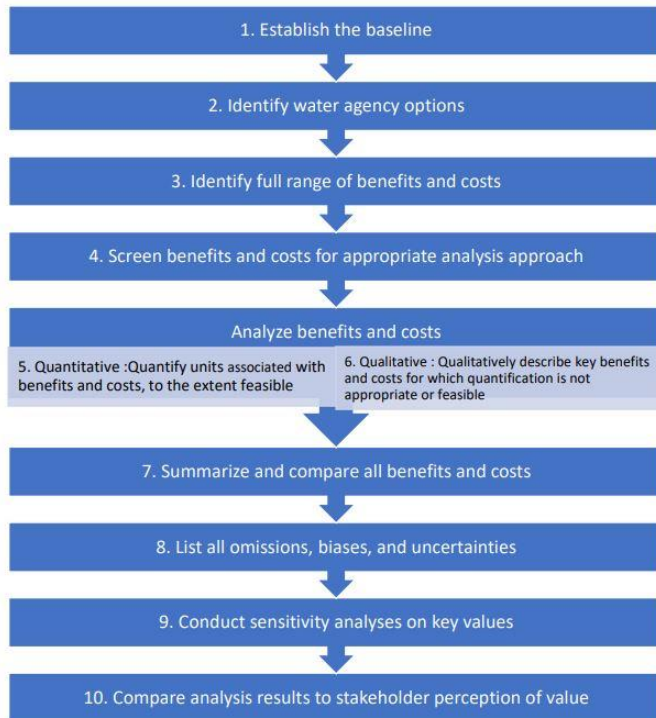 1. Establish the baseline
2. Identify water agency options
3. Identify full range of benefits and costs
4. Screen benefits and costs for appropriate analysis approach
Analyze benefits and costs
5. Quantitative :Quantify units associated with
benefits and costs, to the extent feasible
6. Qualitative : Qualitatively describe key benefits
and costs for which quantification is not
appropriate or feasible
7. Summarize and compare all benefits and costs
8. List all omissions, biases, and uncertainties
9. Conduct sensitivity analyses on key values
10. Compare analysis results to stakeholder perception of value